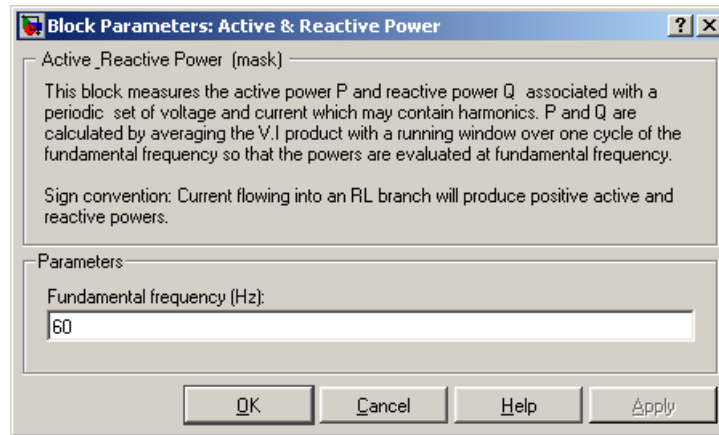 Block Parameters: Active & Reactive Power
Active_Reactive Power (mask)
This block measures the active power P and reactive power Q associated with a
periodic set of voltage and current which may contain harmonics. P and Q are
calculated by averaging the V.I product with a running window over one cycle of the
fundamental frequency so that the powers are evaluated at fundamental frequency.
Sign convention: Current flowing into an RL branch will produce positive active and
reactive powers.
Parameters
Fundamental frequency (Hz):
60
OK Cancel Help Apply